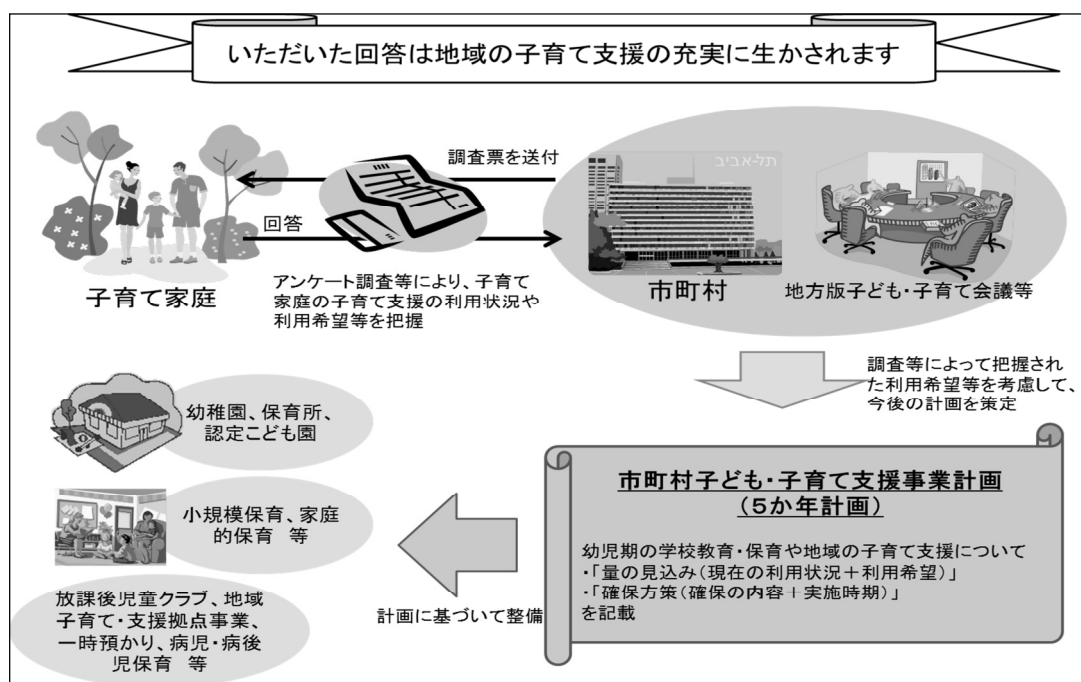 いただいた回答は地域の子育て支援の充実に生かされます
調査票を送付
回答
子育て家庭
アンケート調査等により、子育て
家庭の子育て支援の利用状況や
利用希望等を把握
תל-אביב
市町村
地方版子ども・子育て会議等
調査等によって把握され
た利用希望等を考慮して、
今後の計画を策定
幼稚園、保育所、
認定こども園
小規模保育、家庭
的保育 等
放課後児童クラブ、地域
子育て・支援拠点事業、
一時預かり、病児・病後
児保育 等
計画に基づいて整備
市町村子ども・子育て支援事業計画
(5か年計画)
幼児期の学校教育・保育や地域の子育て支援について
・「量の見込み(現在の利用状況+利用希望)」
・「確保方策(確保の内容+実施時期)」
を記載